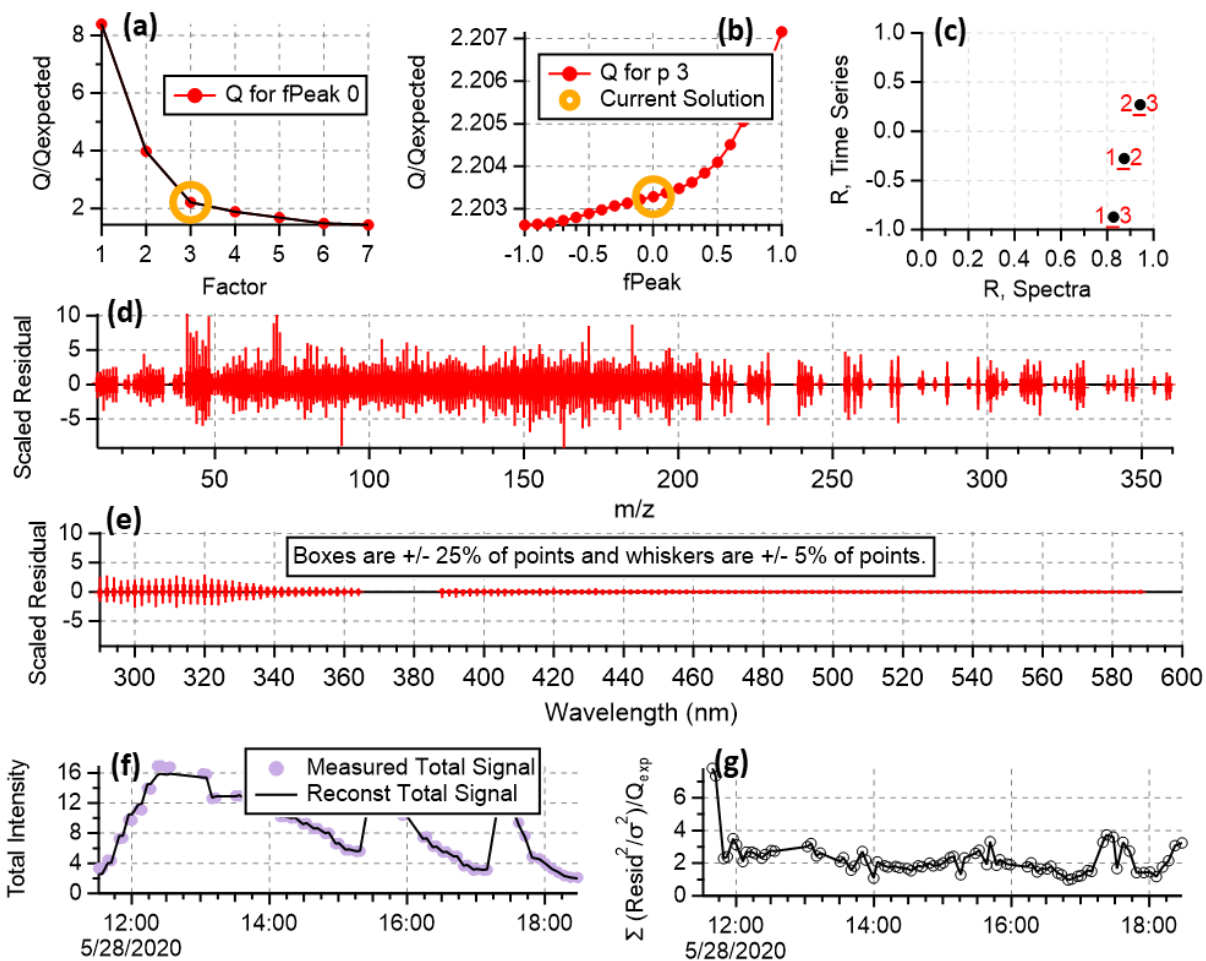 (a)
Q/Qexpected
8
6
4
2
Q for fPeak 0
1 2 3 4 5 6 7
Factor
(b)
Q/Qexpected
2.207
2.206
2.204
2.203
Q for p 3
Current Solution
-1.0 -0.5 0.0 0.5 1.0
fPeak
(c)
R, Time Series
1.0
0.5
0.0
-0.5
-1.0
2_3
1_2
1_3
0.0 0.2 0.4 0.6 0.8 1.0
R, Spectra
(d)
Scaled Residual
10
5
0
-5
50 100 150 200 250 300 350
m/z
(e)
Scaled Residual
10
5
0
-5
Boxes are +/- 25% of points and whiskers are +/- 5% of points.
300 320 340 360 380 400 420 440 460 480 500 520 540 560 580 600
Wavelength (nm)
(f)
Total Intensity
16
12
8
4
0
Measured Total Signal
Reconst Total Signal
12:00 14:00 16:00 18:00
5/28/2020
(g)
Σ (Resid²/σ²)/Qexp
6
4
2
0
12:00 14:00 16:00 18:00
5/28/2020